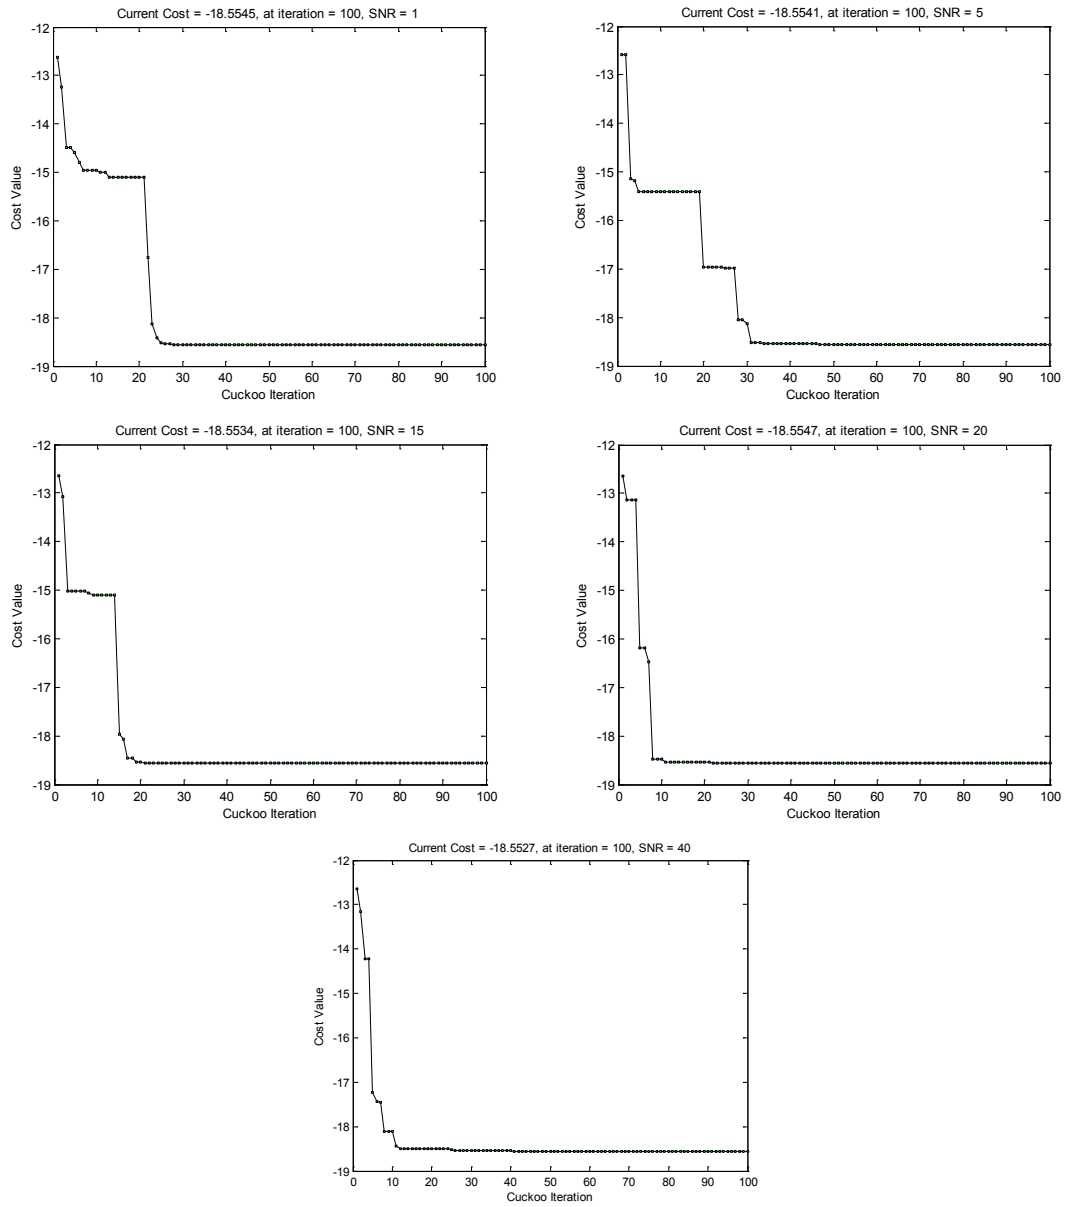 Current Cost = -18.5545, at iteration = 100, SNR = 1
-12
-13
-14
-15
-16
-17
-18
-19
Cost Value
0 10 20 30 40 50 60 70 80 90 100
Cuckoo Iteration
Current Cost = -18.5541, at iteration = 100, SNR = 5
-12
-13
-14
-15
-16
-17
-18
-19
Cost Value
0 10 20 30 40 50 60 70 80 90 100
Cuckoo Iteration
Current Cost = -18.5534, at iteration = 100, SNR = 15
-12
-13
-14
-15
-16
-17
-18
-19
Cost Value
0 10 20 30 40 50 60 70 80 90 100
Cuckoo Iteration
Current Cost = -18.5547, at iteration = 100, SNR = 20
-12
-13
-14
-15
-16
-17
-18
-19
Cost Value
0 10 20 30 40 50 60 70 80 90 100
Cuckoo Iteration
Current Cost = -18.5527, at iteration = 100, SNR = 40
-12
-13
-14
-15
-16
-17
-18
-19
Cost Value
0 10 20 30 40 50 60 70 80 90 100
Cuckoo Iteration